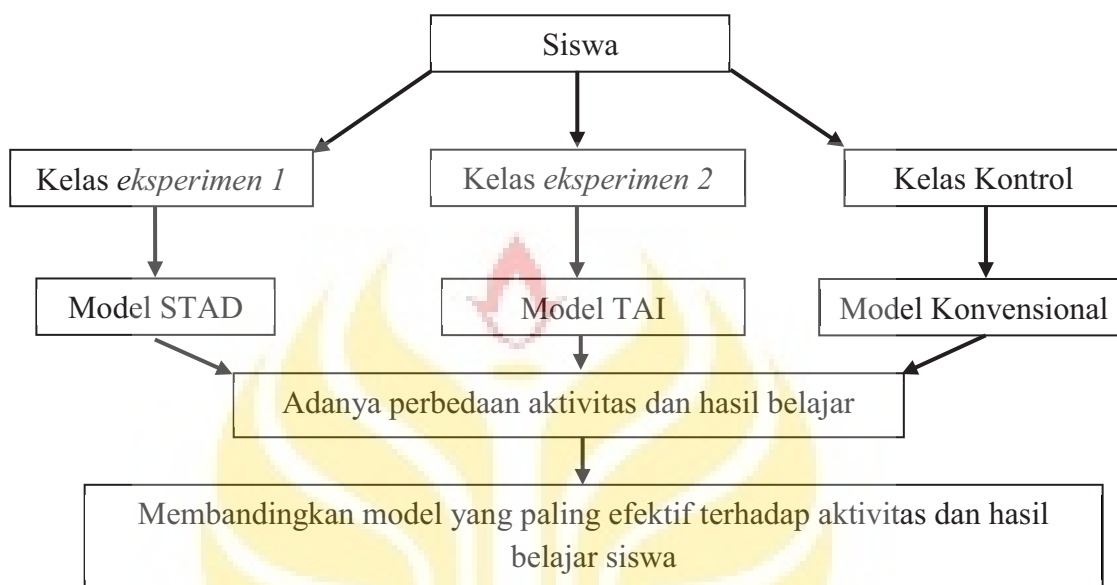 Siswa
Kelas eksperimen 1
Kelas eksperimen 2
Kelas Kontrol
Model STAD
Model TAI
Model Konvensional
Adanya perbedaan aktivitas dan hasil belajar
Membandingkan model yang paling efektif terhadap aktivitas dan hasil
belajar siswa